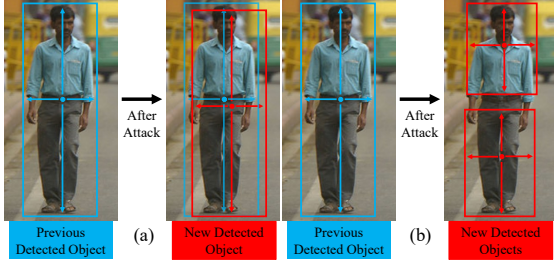 After
Attack
After
Attack
Previous
Detected Object
(a)
New Detected
Object
Previous
Detected Object
(b)
New Detected
Objects